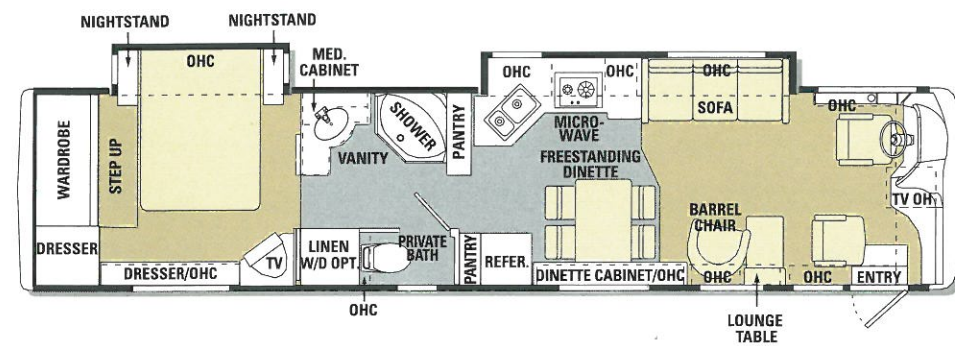 NIGHTSTAND
NIGHTSTAND
OHC
MED.
CABINET
OHC
OHC
OHC
OHC
WARDROBE
STEP UP
SHOWER
PANTRY
SOFA
MICRO-
WAVE
VANITY
FREESTANDING
DINETTE
TV OH
BARREL
CHAIR
DRESSER
DRESSER/OHC
TV
LINEN
W/D OPT.
PRIVATE
BATH
PANTRY
REFER.
DINETTE CABINET/OHC
OHC
OHC
ENTRY
OHC
LOUNGE
TABLE